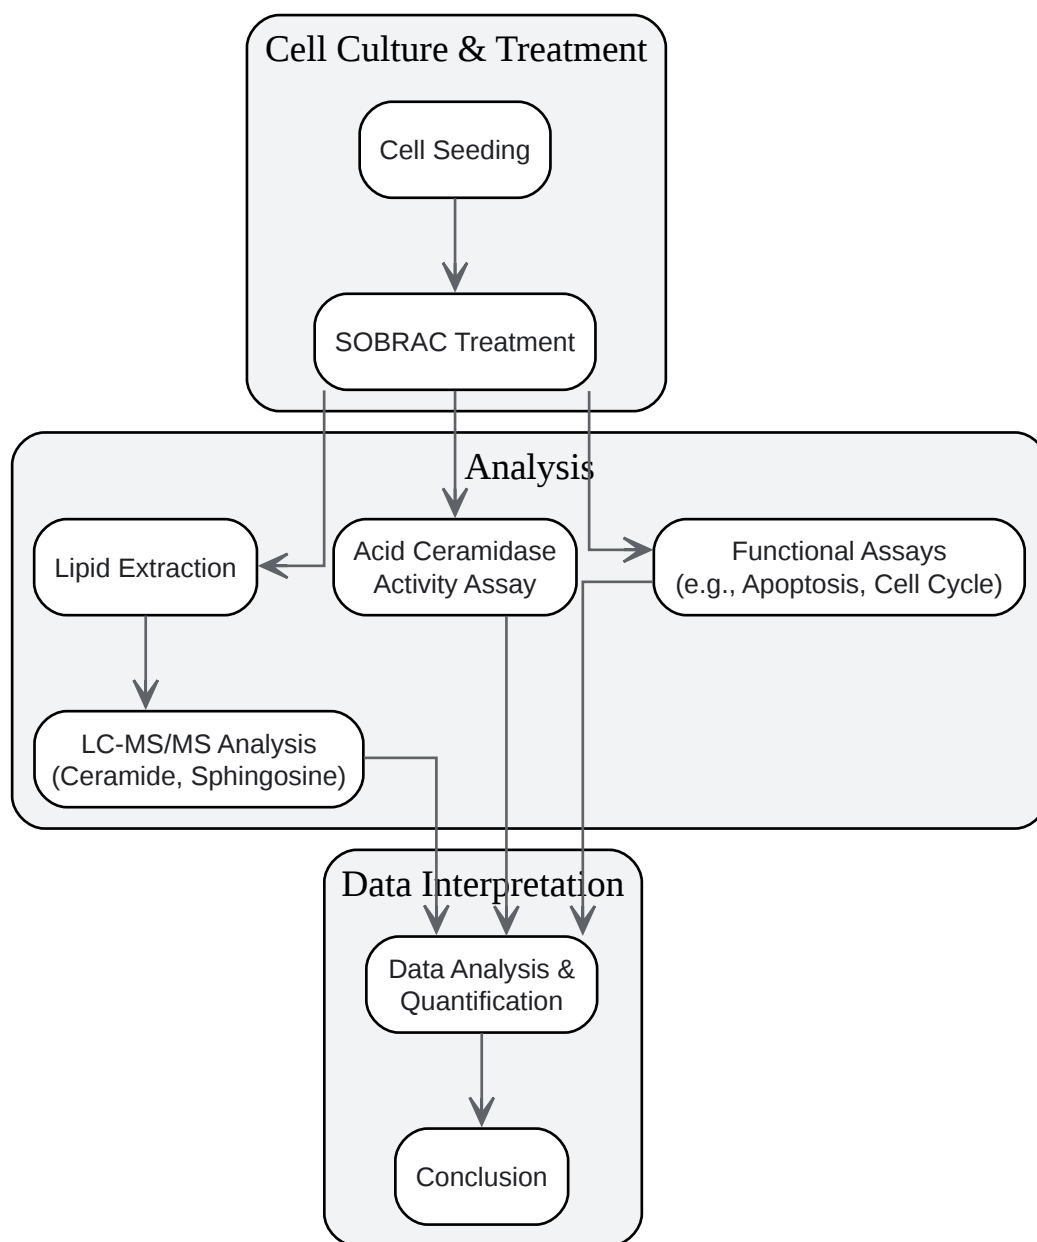 Cell Culture & Treatment
Cell Seeding
SOBRAC Treatment
Analysis
Lipid Extraction
Acid Ceramidase
Activity Assay
Functional Assays
(e.g., Apoptosis, Cell Cycle)
LC-MS/MS Analysis
(Ceramide, Sphingosine)
Data Interpretation
Data Analysis &
Quantification
Conclusion